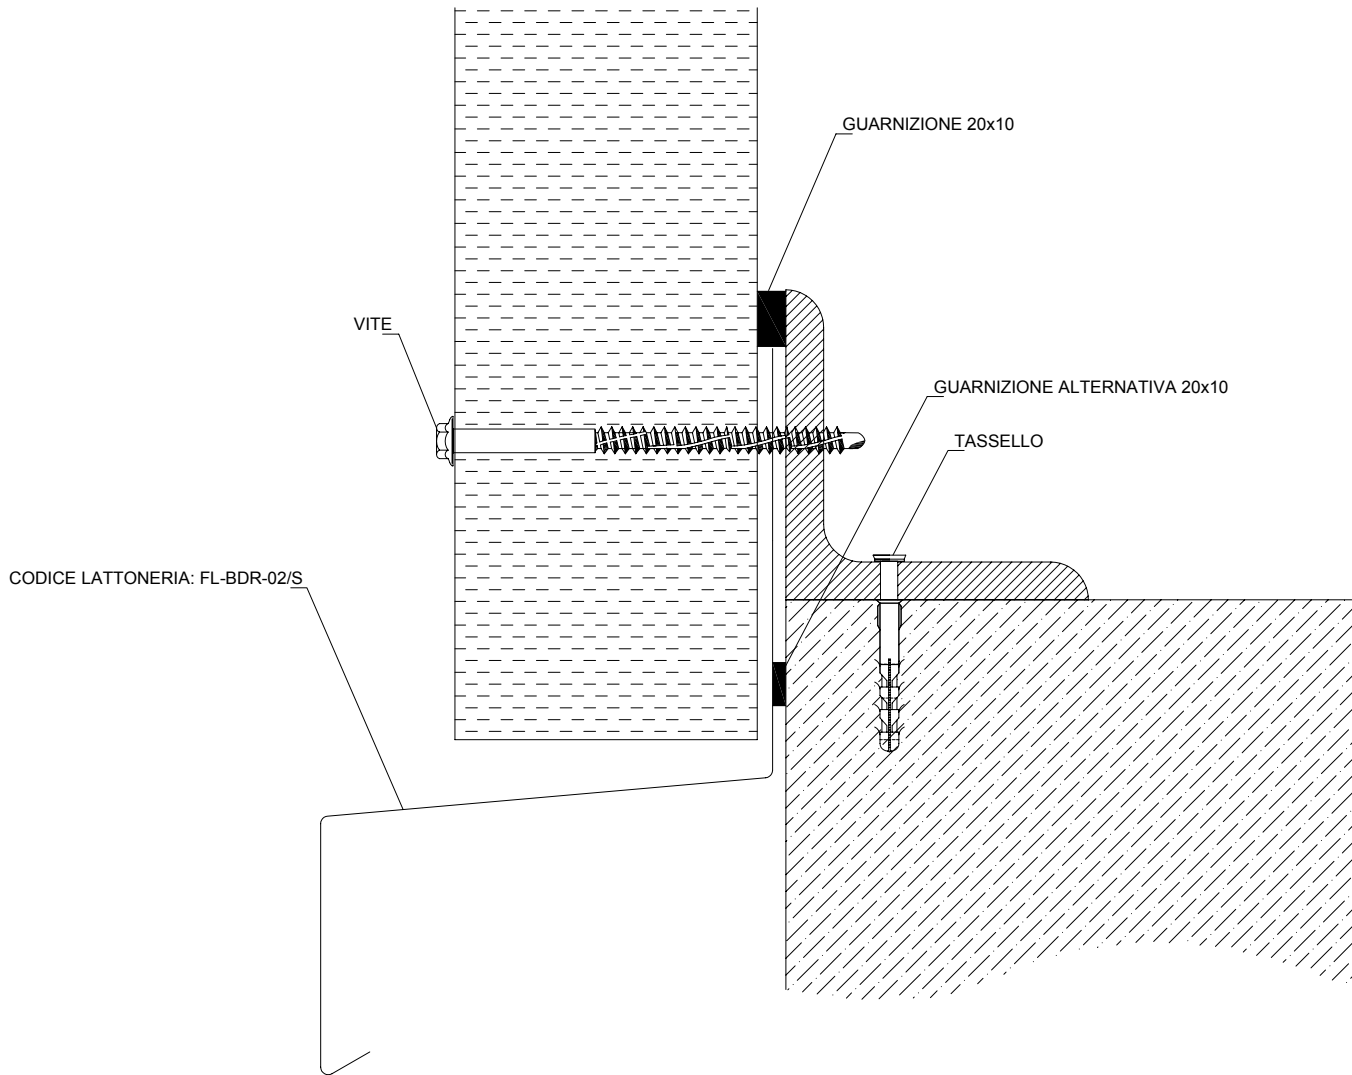 GUARNIZIONE 20x10
VITE
GUARNIZIONE ALTERNATIVA 20x10
TASSELLO
CODICE LATTONERIA: FL-BDR-02/S